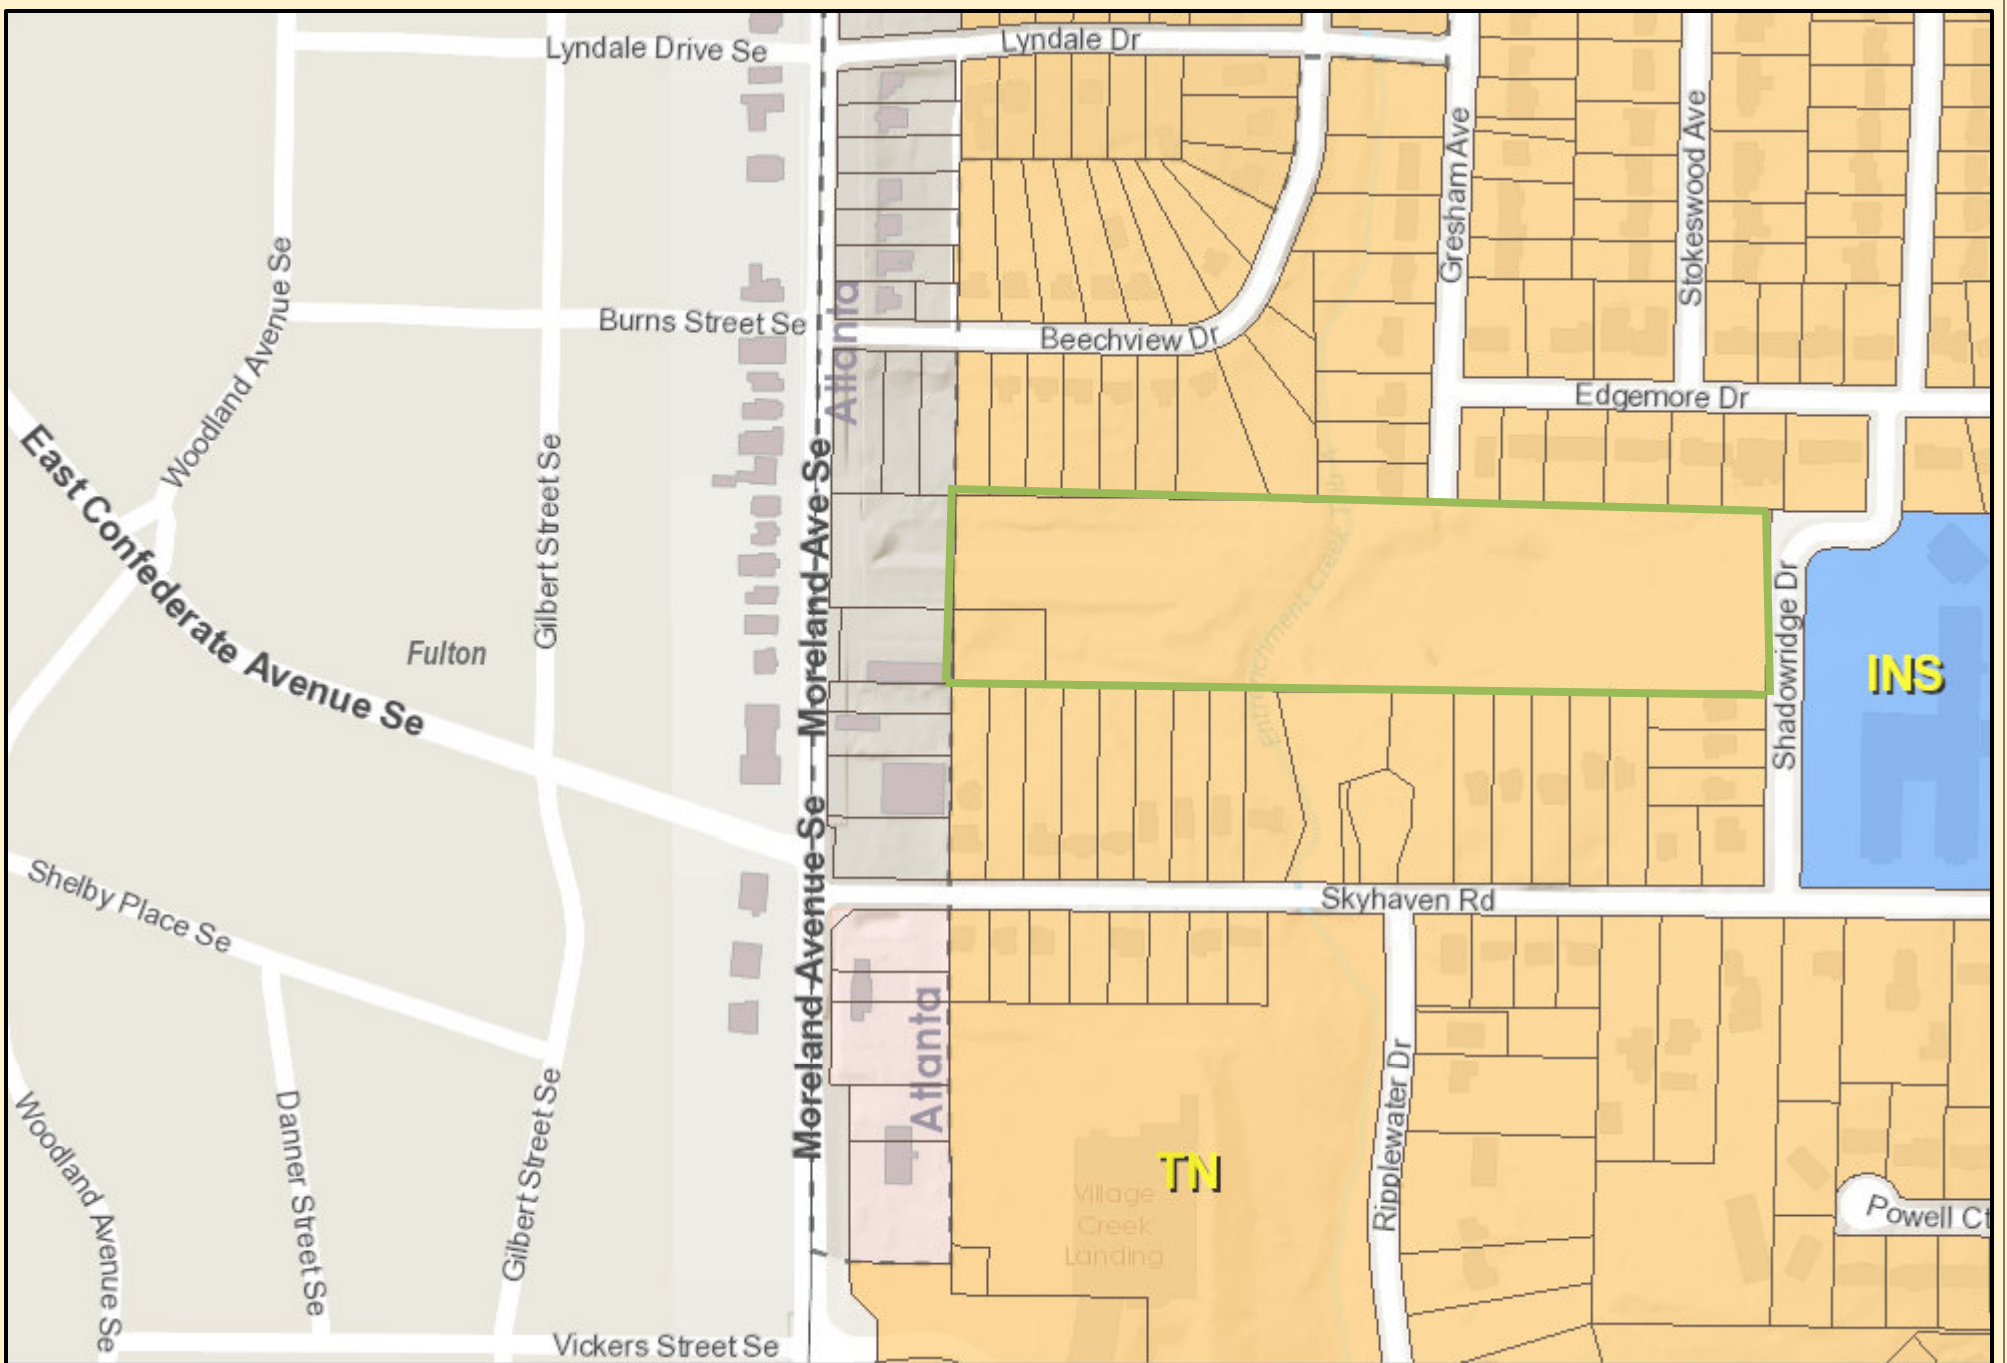 Lyndale Drive Se
Lyndale Dr
Gresham Ave
Stokeswood Ave
Woodland Avenue Se
Burns Street Se
Atlanta
Beechview Dr
Edgemore Dr
East Confederate Avenue Se
Gilbert Street Se
Moreland Ave Se
Entrenchment Creek Trib A
Fulton
Shadowridge Dr
INS
Moreland Avenue Se
Shelby Place Se
Skyhaven Rd
Atlanta
Woodland Avenue Se
Danner Street Se
Gilbert Street Se
Ripplewater Dr
TN
Village
Creek
Landing
Powell Ct
Vickers Street Se